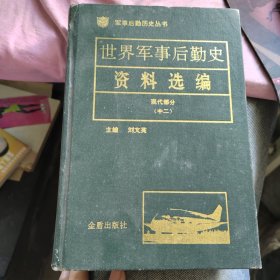 军事后勤历史丛书
世界军事后勤史
资料选编
现代部分
(中二)
主编 刘文英
金盾出版社